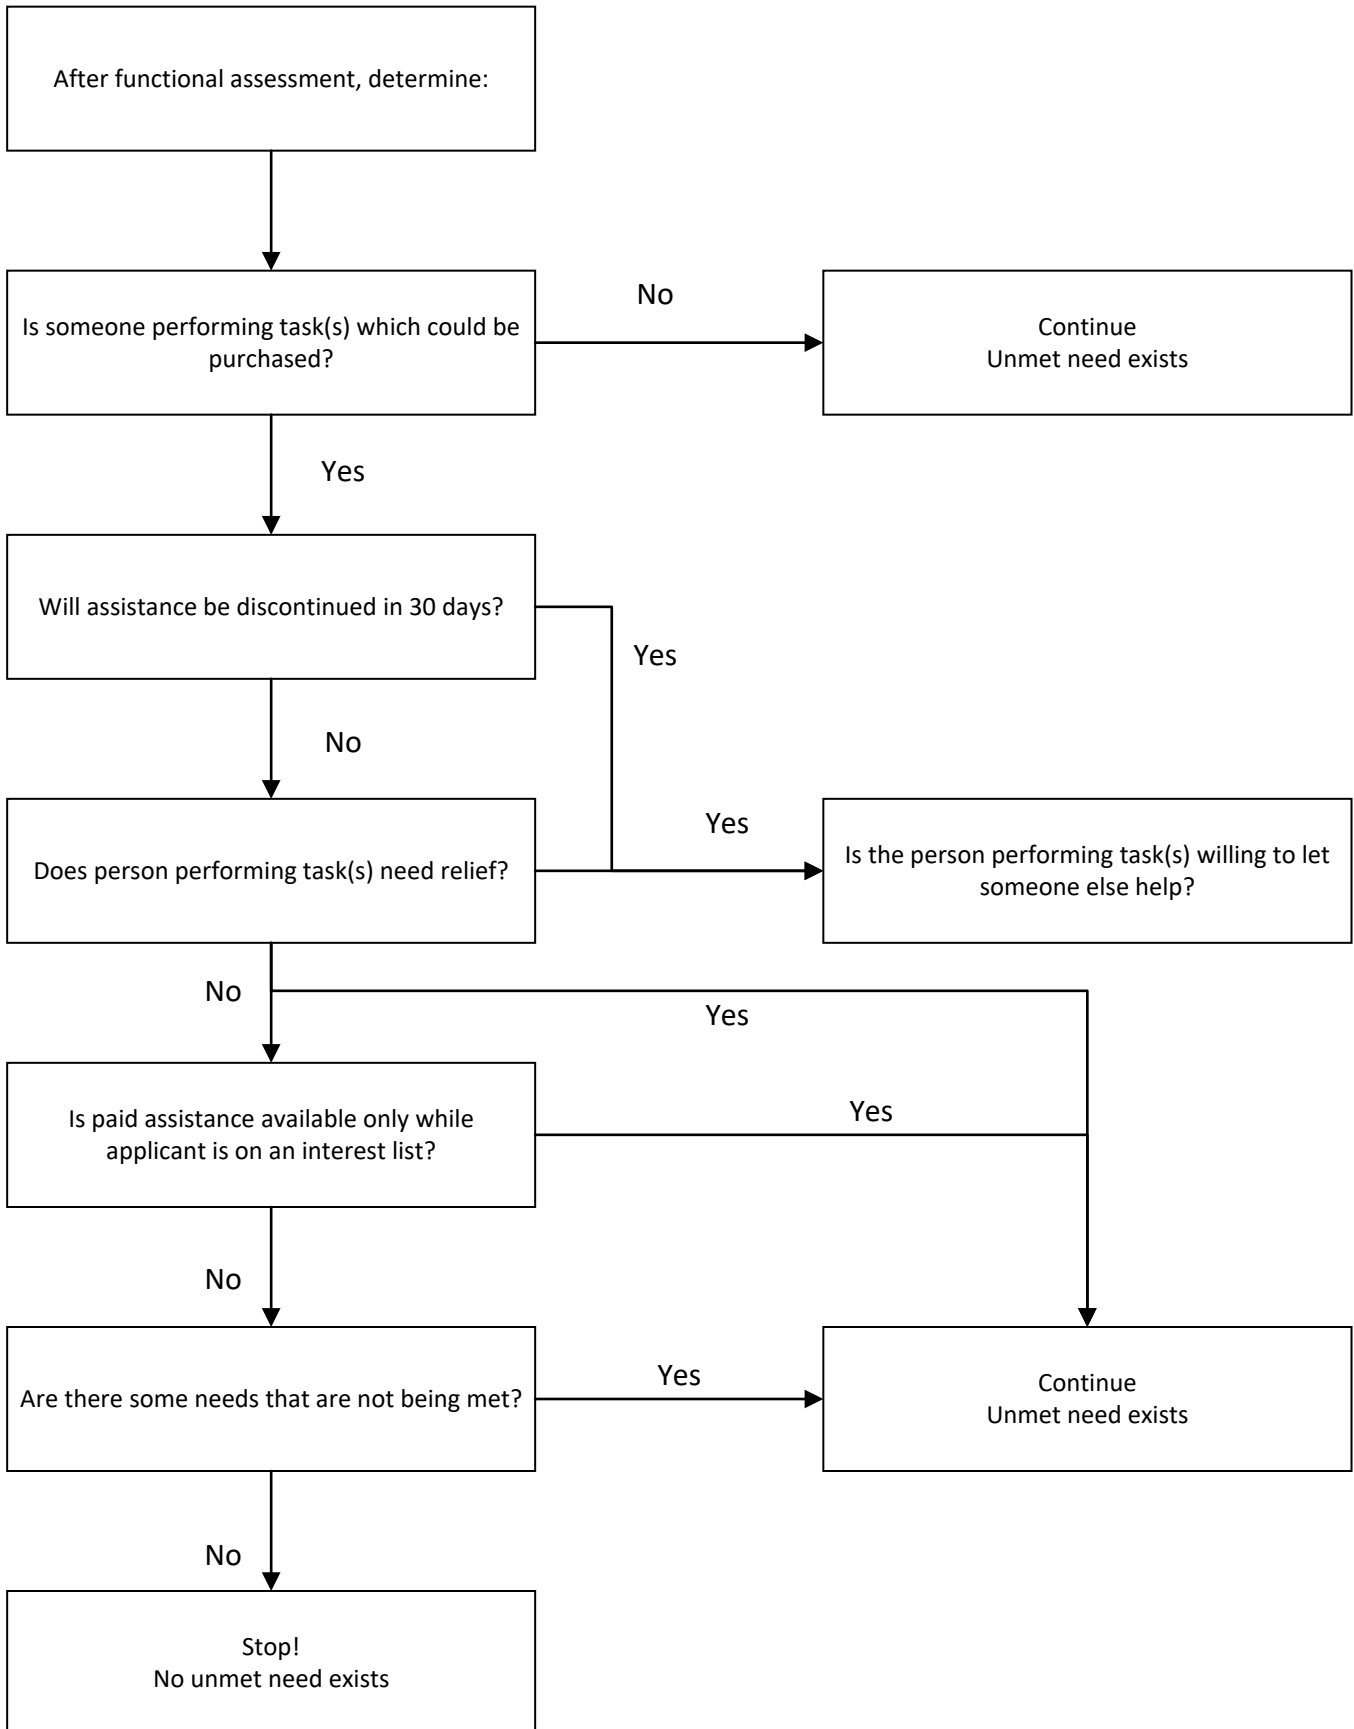 After functional assessment, determine:
Is someone performing task(s) which could be
purchased?
No
Continue
Unmet need exists
Yes
Will assistance be discontinued in 30 days?
Yes
No
Does person performing task(s) need relief?
Yes
Is the person performing task(s) willing to let
someone else help?
No
Yes
Is paid assistance available only while
applicant is on an interest list?
Yes
No
Are there some needs that are not being met?
Yes
Continue
Unmet need exists
No
Stop!
No unmet need exists